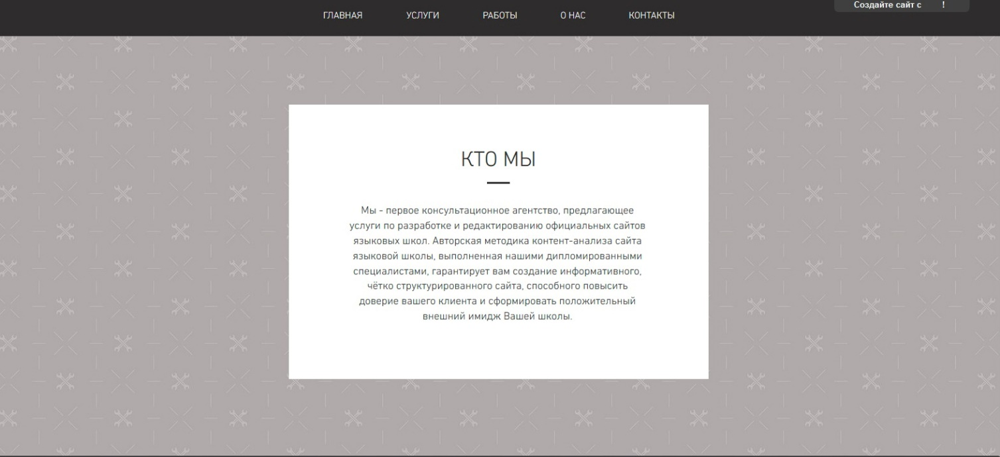 ГЛАВНАЯ УСЛУГИ РАБОТЫ О НАС КОНТАКТЫ
Создайте сайт с !
КТО МЫ
Мы - первое консультационное агентство, предлагающее
услуги по разработке и редактированию официальных сайтов
языковых школ. Авторская методика контент-анализа сайта
языковой школы, выполненная нашими дипломированными
специалистами, гарантирует вам создание информативного,
чётко структурированного сайта, способного повысить
доверие вашего клиента и сформировать положительный
внешний имидж Вашей школы.